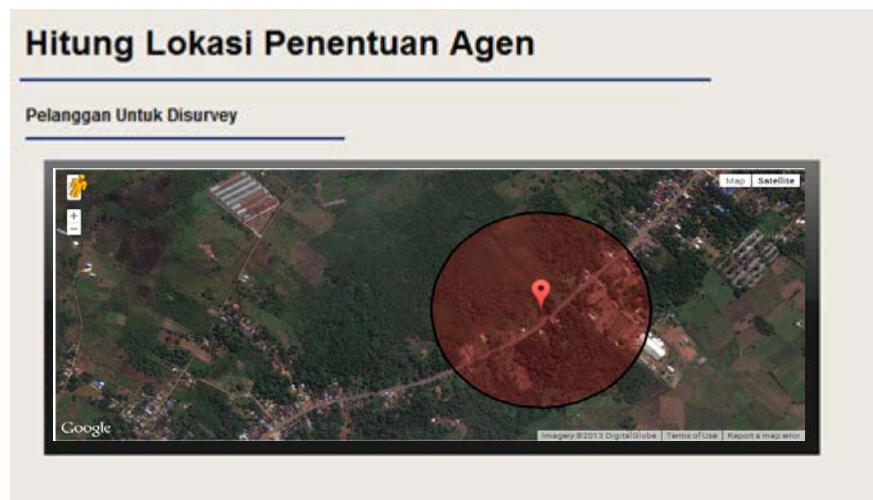 Hitung Lokasi Penentuan Agen
Pelanggan Untuk Disurvey
Map Satellite
+
-
Google
Imagery ©2013 DigitalGlobe Terms of Use Report a map error